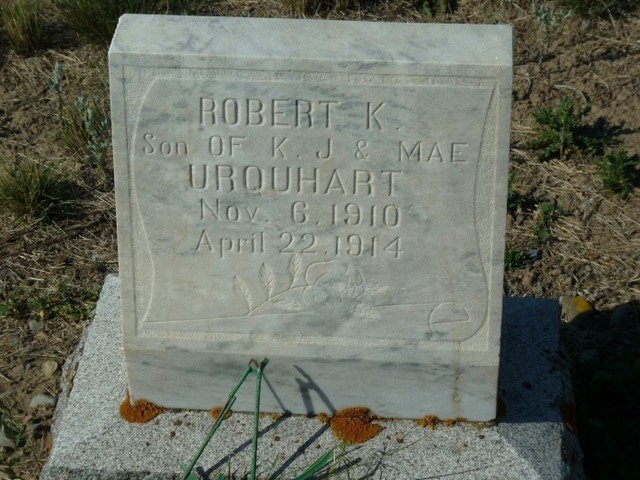 ROBERT K.
Son OF K. J & MAE
URQUHART
Nov. 6. 1910
April 22. 1914